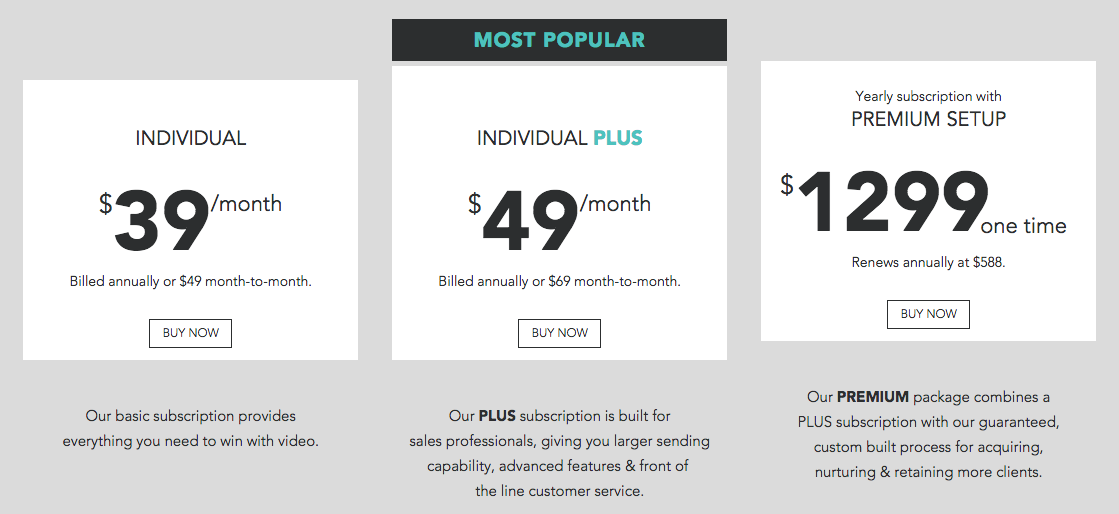 INDIVIDUAL
$39/month
Billed annually or $49 month-to-month.
BUY NOW
Our basic subscription provides
everything you need to win with video.
MOST POPULAR
INDIVIDUAL PLUS
$49/month
Billed annually or $69 month-to-month.
BUY NOW
Our PLUS subscription is built for
sales professionals, giving you larger sending
capability, advanced features & front of
the line customer service.
Yearly subscription with
PREMIUM SETUP
$1299 one time
Renews annually at $588.
BUY NOW
Our PREMIUM package combines a
PLUS subscription with our guaranteed,
custom built process for acquiring,
nurturing & retaining more clients.